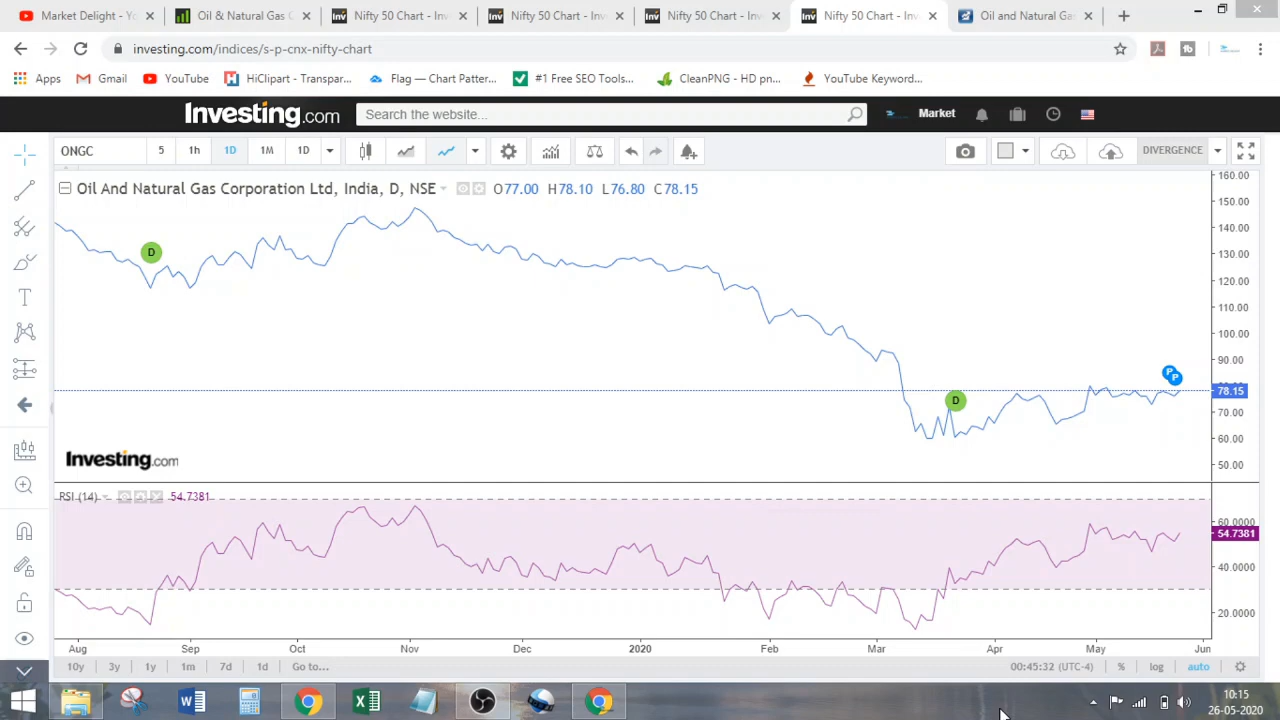 Market Delight - Y
Oil & Natural Gas C
Nifty 50 Chart - Inv
Nifty 50 Chart - Inv
Nifty 50 Chart - Inv
Nifty 50 Chart - Inv
Oil and Natural Gas
investing.com/indices/s-p-cnx-nifty-chart
Apps Gmail YouTube HiClipart - Transpar... Flag — Chart Patter... #1 Free SEO Tools... CleanPNG - HD pn... YouTube Keyword...
Investing.com Search the website... Market
ONGC 5 1h 1D 1M 1D DIVERGENCE
Oil And Natural Gas Corporation Ltd, India, D, NSE O77.00 H78.10 L76.80 C78.15
160.00
150.00
140.00
130.00
120.00
110.00
100.00
90.00
78.15
70.00
60.00
50.00
D
D
P P
Investing.com
RSI (14) 54.7381
60.0000
54.7381
40.0000
20.0000
Aug Sep Oct Nov Dec 2020 Feb Mar Apr May Jun
10y 3y 1y 1m 7d 1d Go to... 00:45:32 (UTC-4) % log auto
10:15
26-05-2020